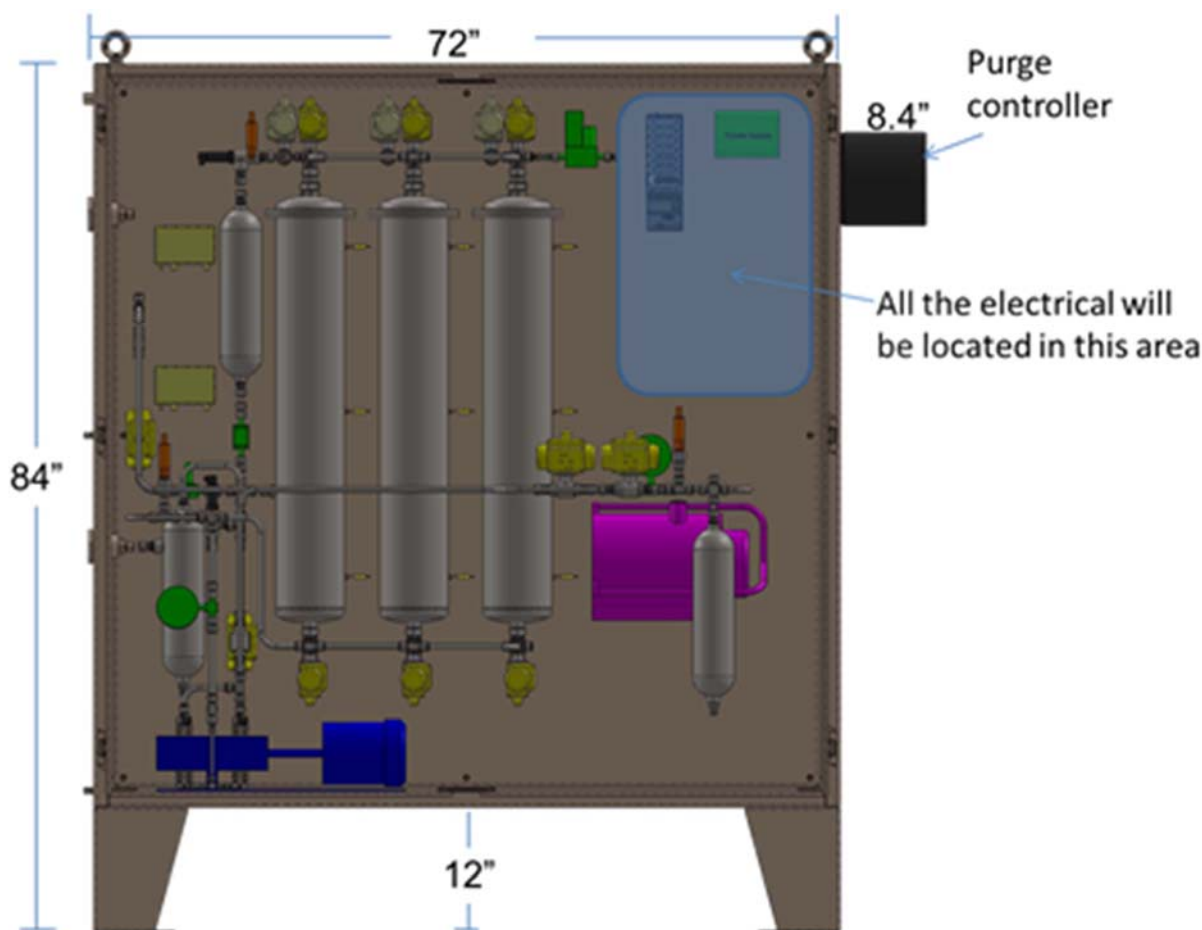 72”
Purge
controller
8.4”
All the electrical will
be located in this area
84”
12”